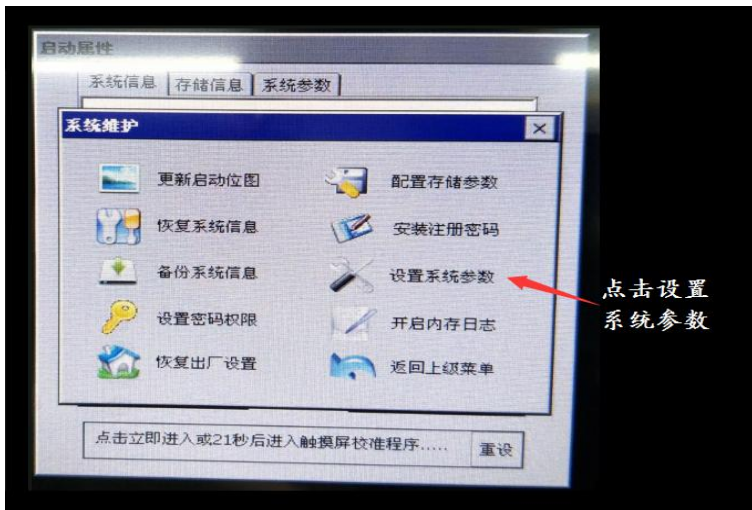 启动属性
系统信息 存储信息 系统参数
系统维护
更新启动位图 配置存储参数
恢复系统信息 安装注册密码
备份系统信息 设置系统参数
设置密码权限 开启内存日志
恢复出厂设置 返回上级菜单
点击设置
系统参数
点击立即进入或21秒后进入触摸屏校准程序..... 重设